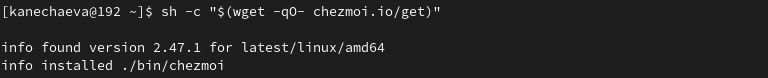 [kanechaeva@192 ~]$ sh -c "$(wget -qO- chezmoi.io/get)"
info found version 2.47.1 for latest/linux/amd64
info installed ./bin/chezmoi